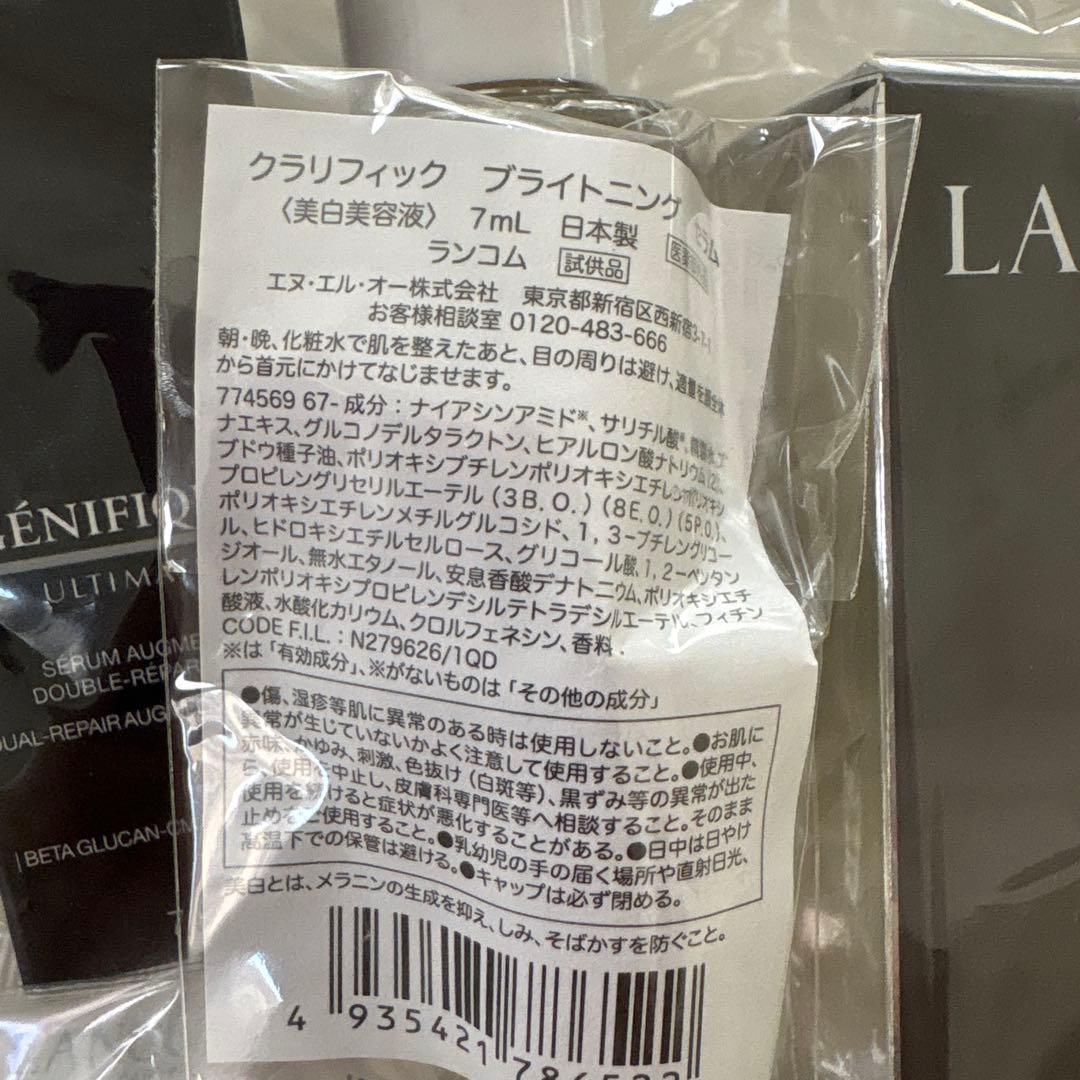 クラリフィック ブライトニング セラム
〈美白美容液〉 7mL 日本製
ランコム 試供品
エヌ・エル・オー株式会社 東京都新宿区西新宿3-7-1
お客様相談室 0120-483-666
朝・晩、化粧水で肌を整えたあと、目の周りは避け、適量を顔全体
から首元にかけてなじませます。
774569 67- 成分：ナイアシンアミド※、サリチル酸※、精製水、ブ
ナエキス、グルコノデルタラクトン、ヒアルロン酸ナトリウム
ブドウ種子油、ポリオキシブチレンポリオキシエチレンポリオキシ
プロピレングリセリルエーテル (3B.O.) (8E.O.) (5P.O.)、
ポリオキシエチレンメチルグルコシド、1, 3－ブチレングリコー
ル、ヒドロキシエチルセルロース、グリコール酸、1, 2－ペンタン
ジオール、無水エタノール、安息香酸デナトニウム、ポリオキシエチ
レンポリオキシプロピレンデシルテトラデシルエーテル、フィチン
酸液、水酸化カリウム、クロルフェネシン、香料 .
CODE F.I.L. : N279626/1QD
※は「有効成分」、※がないものは「その他の成分」
●傷、湿疹等肌に異常のある時は使用しないこと。●お肌に
異常が生じていないかよく注意して使用すること。●使用中、
赤味、かゆみ、刺激、色抜け (白斑等)、黒ずみ等の異常が出た
ら、使用を中止し、皮膚科専門医等へ相談すること。そのまま
使用を続けると症状が悪化することがある。●日中は日やけ
止めをご使用すること。●乳幼児の手の届く場所や直射日光、
高温下での保管は避ける。●キャップは必ず閉める。
美白とは、メラニンの生成を抑え、しみ、そばかすを防ぐこと。
4 935421
GÉNIFIQ
ULTIMA
SÉRUM AUGME
DOUBLE-RÉPAR
DUAL-REPAIR AUG
| BETA GLUCAN-CM
LA